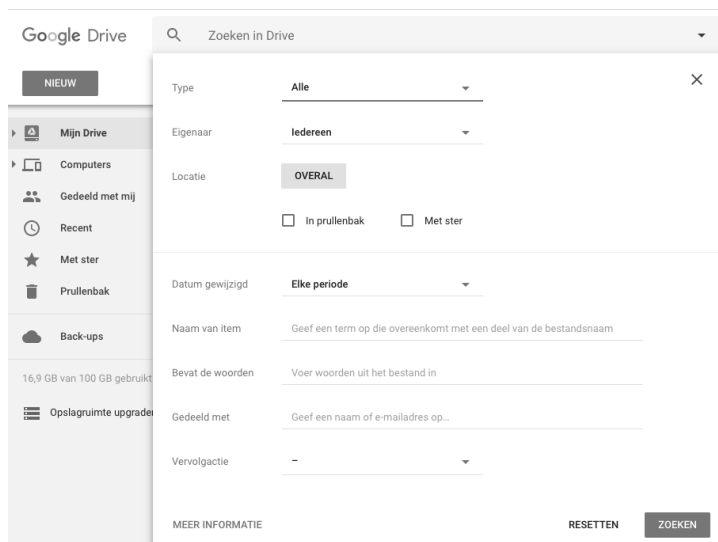 Google Drive
Zoeken in Drive
NIEUW
Mijn Drive
Computers
Gedeeld met mij
Recent
Met ster
Prullenbak
Back-ups
16,9 GB van 100 GB gebruikt
Opslagruimte upgrade
Type
Alle
Eigenaar
Iedereen
Locatie
OVERAL
In prullenbak
Met ster
Datum gewijzigd
Elke periode
Naam van item
Geef een term op die overeenkomt met een deel van de bestandsnaam
Bevat de woorden
Voer woorden uit het bestand in
Gedeeld met
Geef een naam of e-mailadres op...
Vervolgactie
–
MEER INFORMATIE
RESETTEN
ZOEKEN